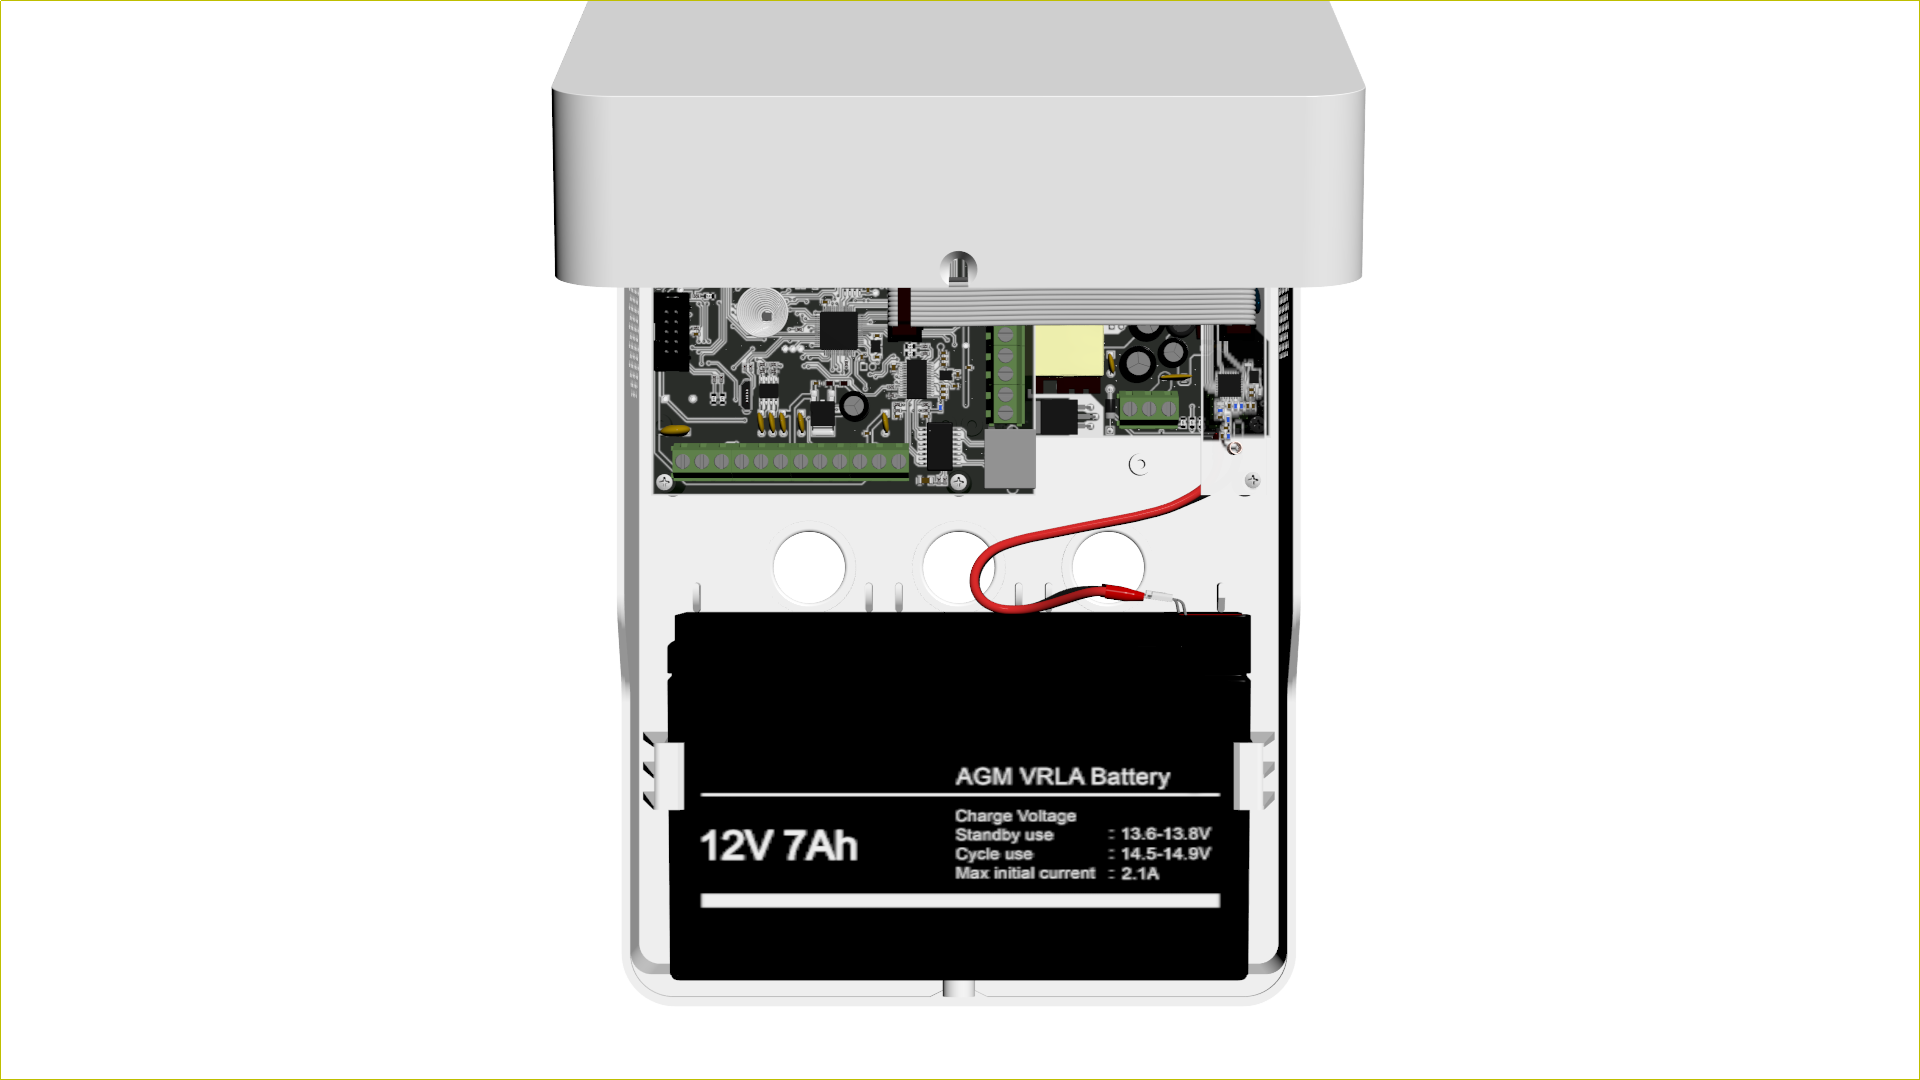 AGM VRLA Battery
12V 7Ah
Charge Voltage
Standby use : 13.6-13.8V
Cycle use : 14.5-14.9V
Max initial current : 2.1A